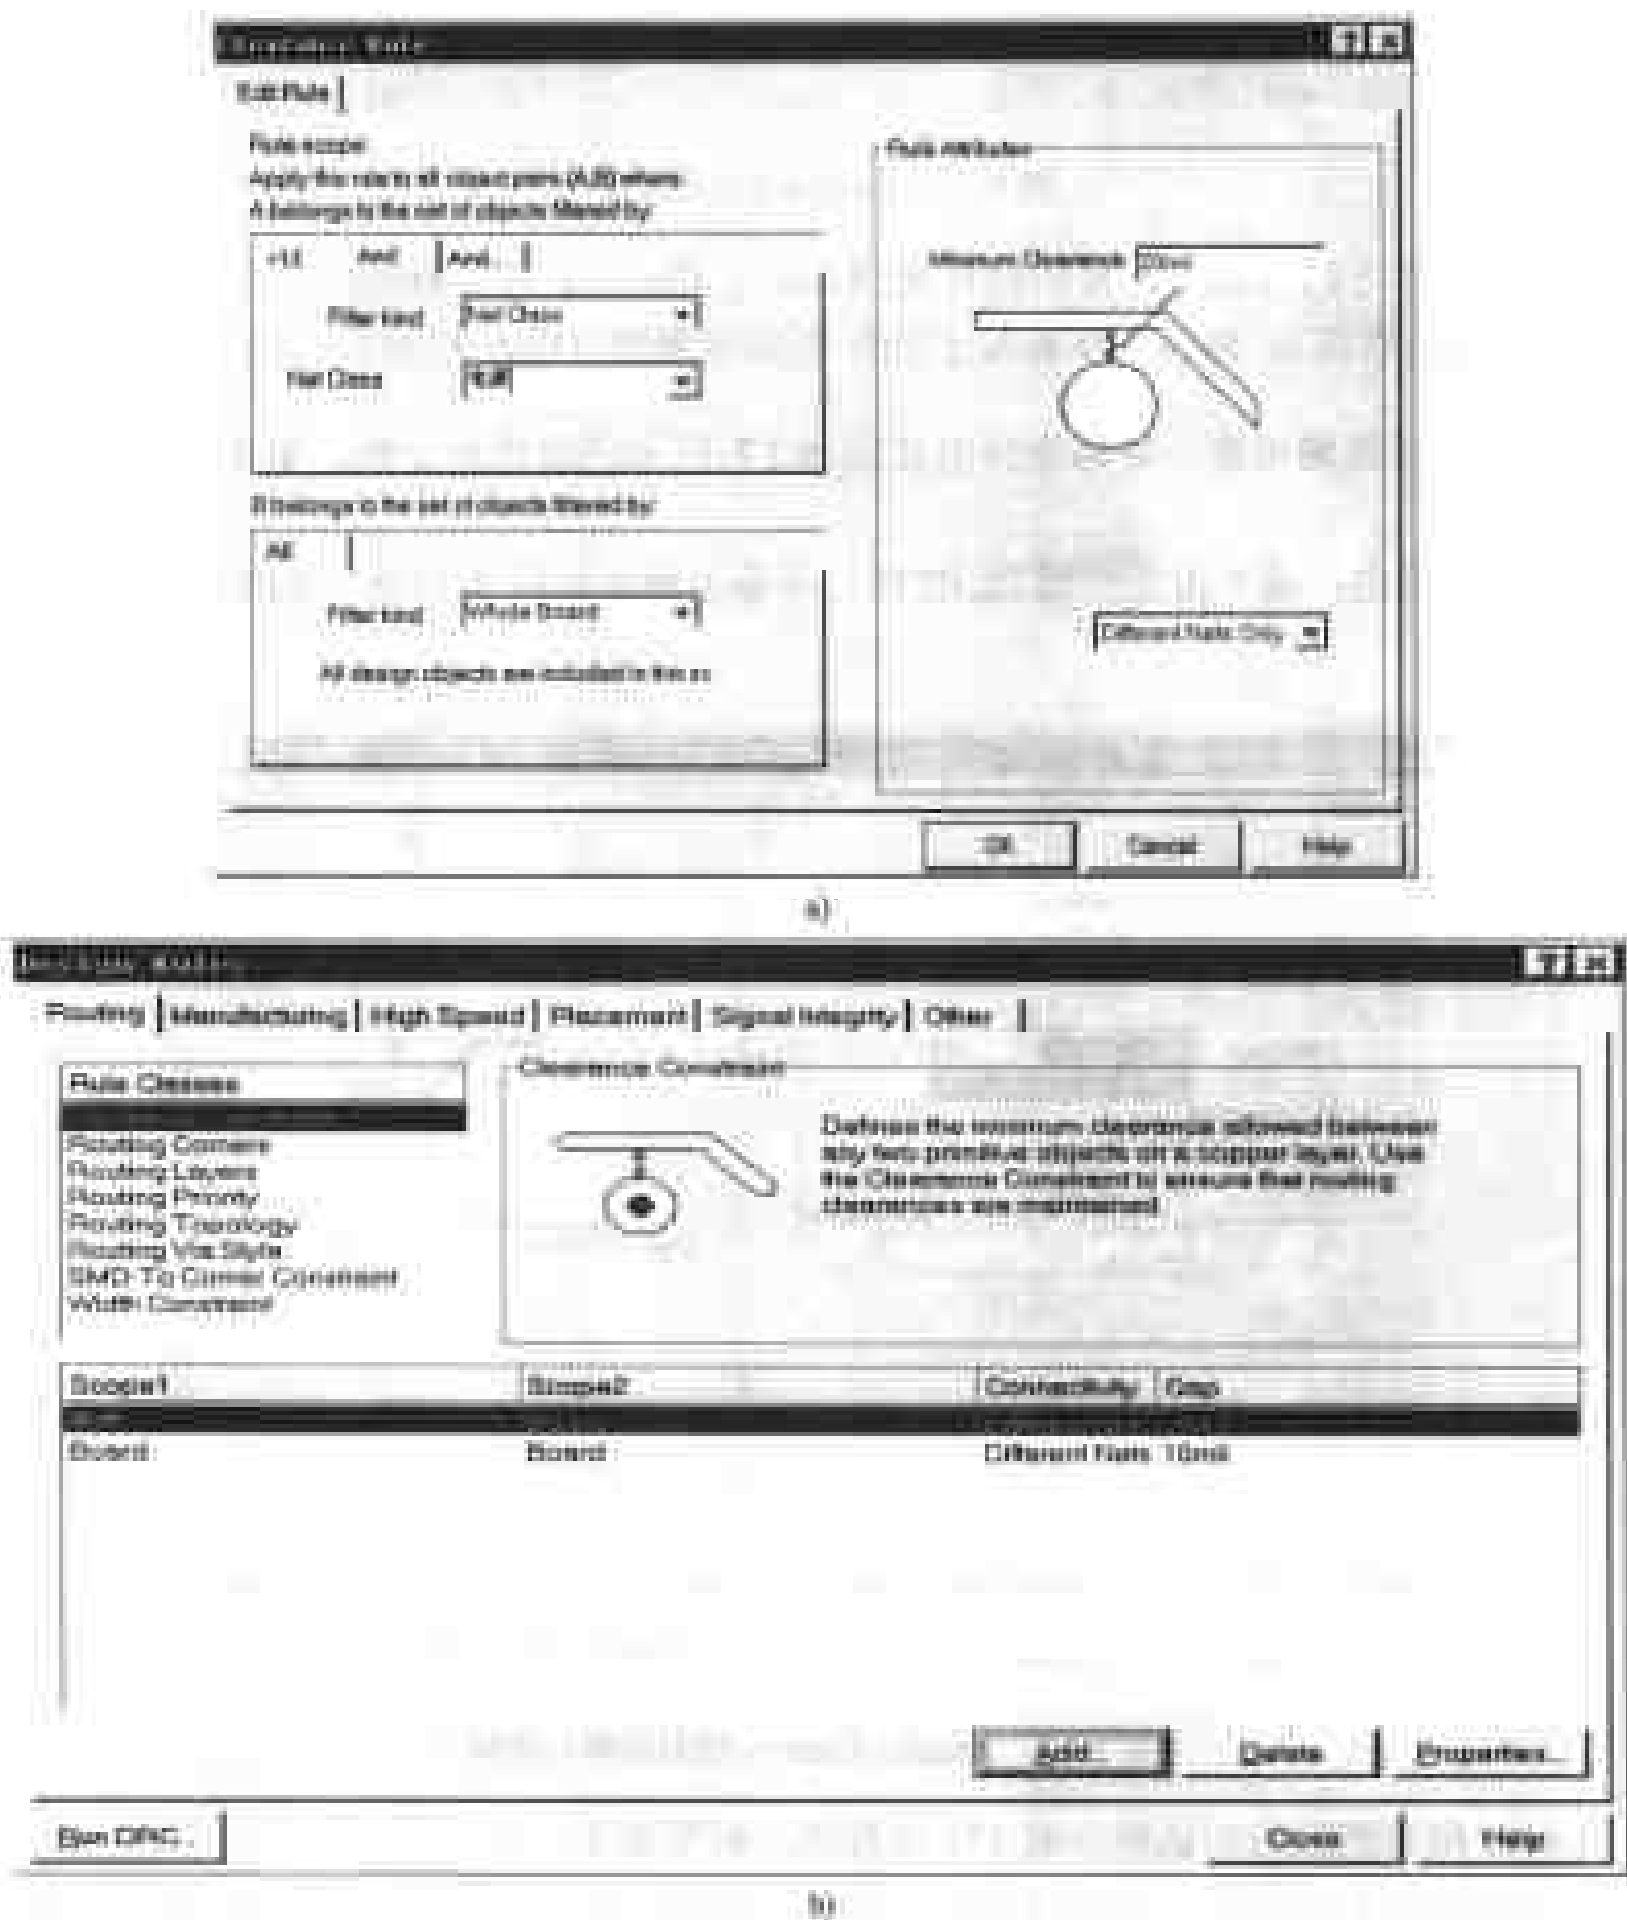 Edit Rule
Rule scope
Apply this rule to all object pairs (A,B) where
A belongs to the set of objects filtered by:
And
And...
Filter kind
Net Class
Net Class
B belongs to the set of objects filtered by:
Filter kind
Whole Board
All design objects are included in this
Rule Attributes
Minimum Clearance
Different Nets Only
OK
Cancel
Help
a)
Routing
Manufacturing
High Speed
Placement
Signal Integrity
Other
Rule Classes
Routing Corners
Routing Layers
Routing Priority
Routing Topology
Routing Via Style
SMD To Corner Constraint
Width Constraint
Clearance Constraint
Defines the minimum clearance allowed between
any two primitive objects on a copper layer. Use
the Clearance Constraint to ensure that routing
clearances are maintained.
Scope1 Scope2 Connectivity Gap
Board Board Different Nets 10mil
Add...
Delete
Properties...
Run DRC...
Close
Help
b)